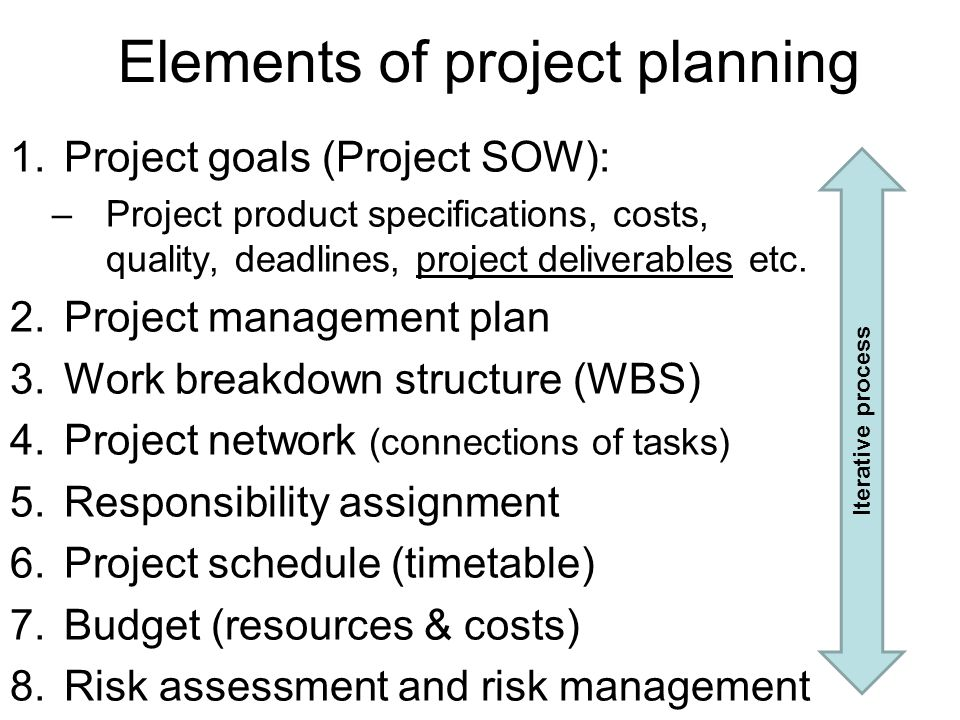 Elements of project planning
1. Project goals (Project SOW):
– Project product specifications, costs,
quality, deadlines, project deliverables etc.
2. Project management plan
3. Work breakdown structure (WBS)
4. Project network (connections of tasks)
5. Responsibility assignment
6. Project schedule (timetable)
7. Budget (resources & costs)
8. Risk assessment and risk management
Iterative process